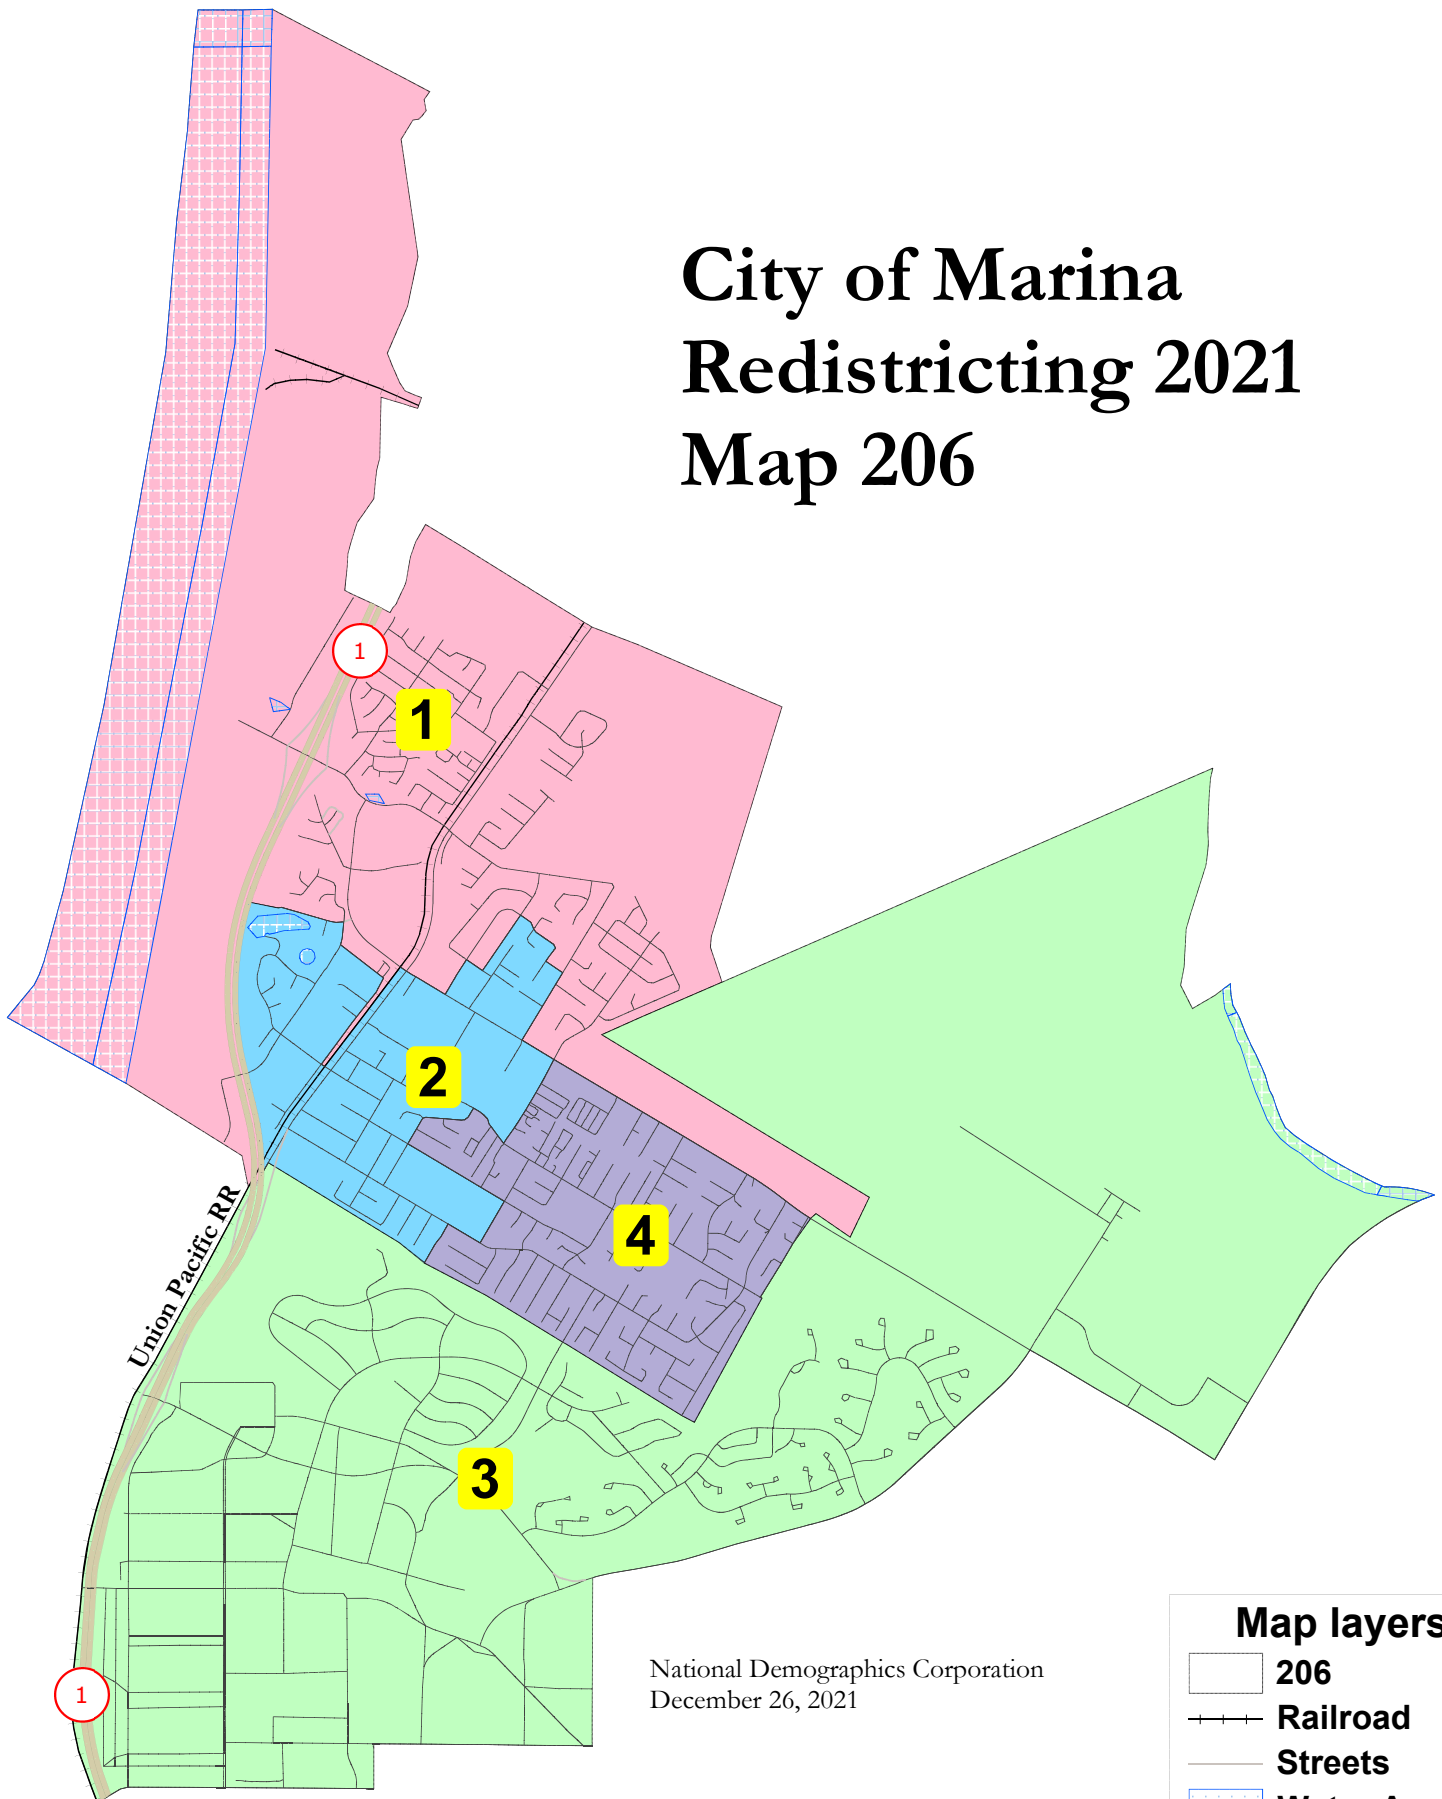 City of Marina
Redistricting 2021
Map 206
1
1
2
4
Union Pacific RR
3
1
National Demographics Corporation
December 26, 2021
Map layers
206
Railroad
Streets